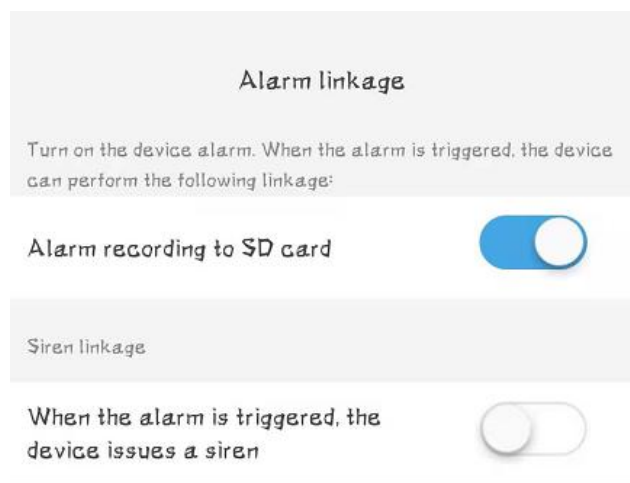 Alarm linkage
Turn on the device alarm. When the alarm is triggered, the device
can perform the following linkage:
Alarm recording to SD card
Siren linkage
When the alarm is triggered, the
device issues a siren